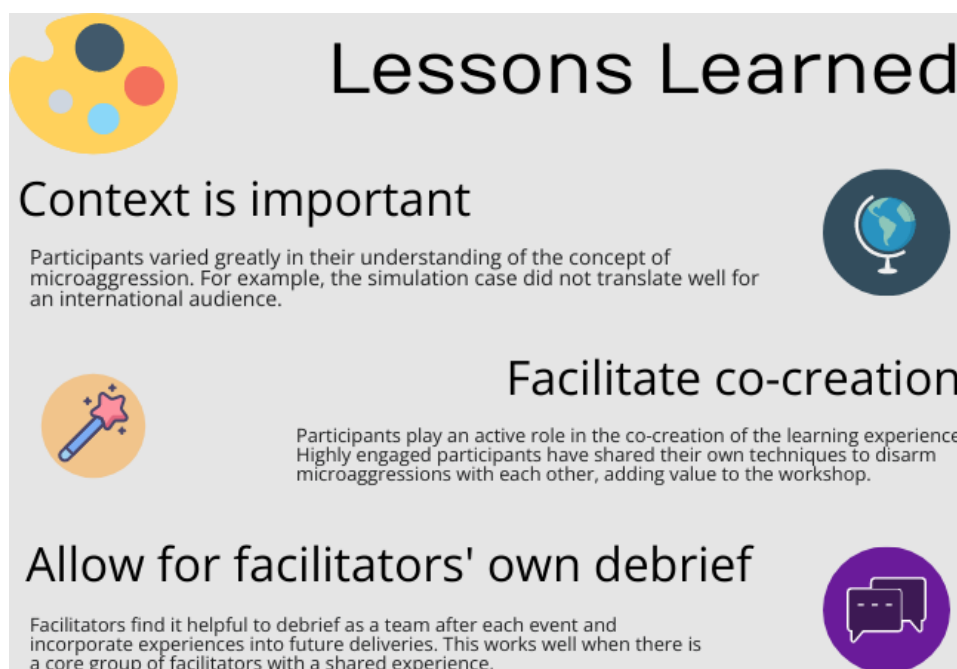 Lessons Learned
Context is important
Participants varied greatly in their understanding of the concept of
microaggression. For example, the simulation case did not translate well for
an international audience.
Facilitate co-creation
Participants play an active role in the co-creation of the learning experience
Highly engaged participants have shared their own techniques to disarm
microaggressions with each other, adding value to the workshop.
Allow for facilitators' own debrief
Facilitators find it helpful to debrief as a team after each event and
incorporate experiences into future deliveries. This works well when there is
a core group of facilitators with a shared experience.